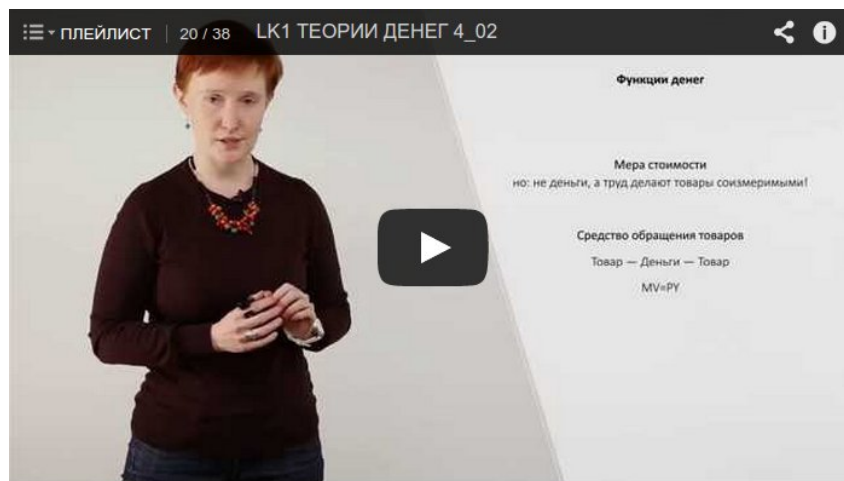 ПЛЕЙЛИСТ 20 / 38 LK1 ТЕОРИИ ДЕНЕГ 4_02
Функции денег
Мера стоимости
но: не деньги, а труд делают товары соизмеримыми!
Средство обращения товаров
Товар — Деньги — Товар
MV=PY